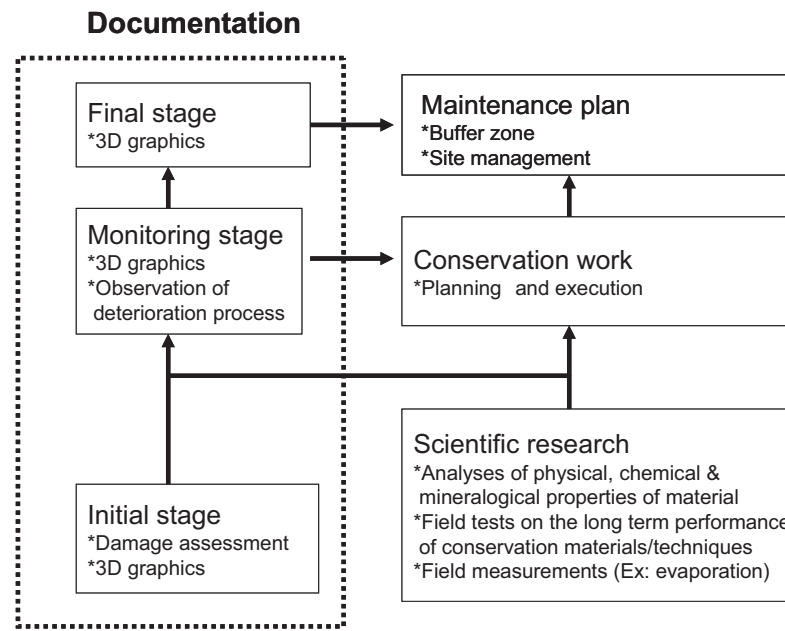 Documentation
Final stage
*3D graphics
Maintenance plan
*Buffer zone
*Site management
Monitoring stage
*3D graphics
*Observation of
deterioration process
Conservation work
*Planning and execution
Initial stage
*Damage assessment
*3D graphics
Scientific research
*Analyses of physical, chemical &
mineralogical properties of material
*Field tests on the long term performance
of conservation materials/techniques
*Field measurements (Ex: evaporation)